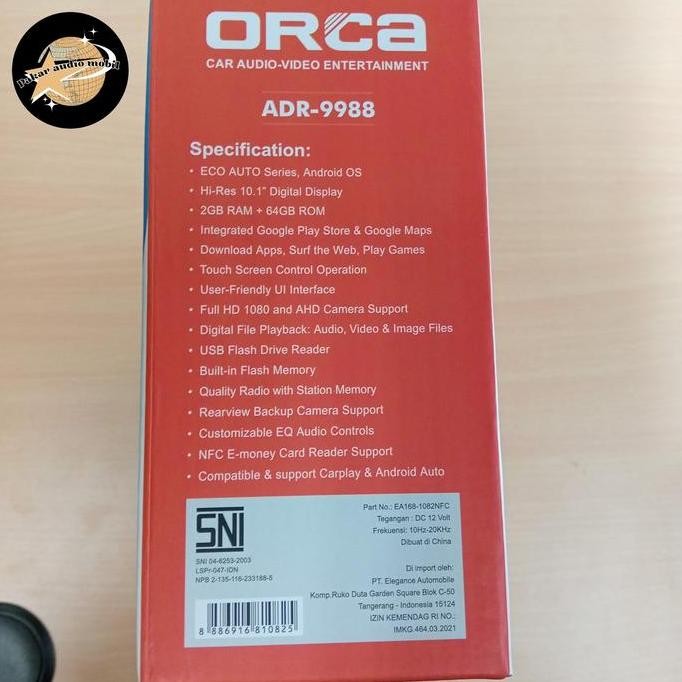 Pakar audio mobil
ORCa
CAR AUDIO-VIDEO ENTERTAINMENT
ADR-9988
Specification:
• ECO AUTO Series, Android OS
• Hi-Res 10.1" Digital Display
• 2GB RAM + 64GB ROM
• Integrated Google Play Store & Google Maps
• Download Apps, Surf the Web, Play Games
• Touch Screen Control Operation
• User-Friendly UI Interface
• Full HD 1080 and AHD Camera Support
• Digital File Playback: Audio, Video & Image Files
• USB Flash Drive Reader
• Built-in Flash Memory
• Quality Radio with Station Memory
• Rearview Backup Camera Support
• Customizable EQ Audio Controls
• NFC E-money Card Reader Support
• Compatible & support Carplay & Android Auto
SNI
SNI 04-6253-2003
LSPr-047-IDN
NPB 2-135-116-233188-5
8 886916 810825
Part No.: EA168-1082NFC
Tegangan : DC 12 Volt
Frekuensi: 10Hz-20KHz
Dibuat di China
Di import oleh:
PT. Elegance Automobile
Komp.Ruko Duta Garden Square Blok C-50
Tangerang - Indonesia 15124
IZIN KEMENDAG RI NO.:
IMKG.464.03.2021